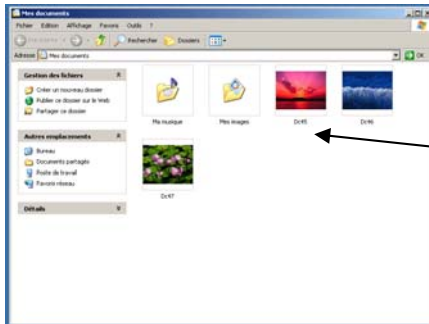 Mes documents
Fichier Edition Affichage Favoris Outils ?
Rechercher Dossiers
Adresse Mes documents OK
Gestion des fichiers
Créer un nouveau dossier
Publier ce dossier sur le Web
Partager ce dossier
Autres emplacements
Bureau
Documents partagés
Poste de travail
Favoris réseau
Détails
Ma musique Mes images Dc45 Dc46
Dc47